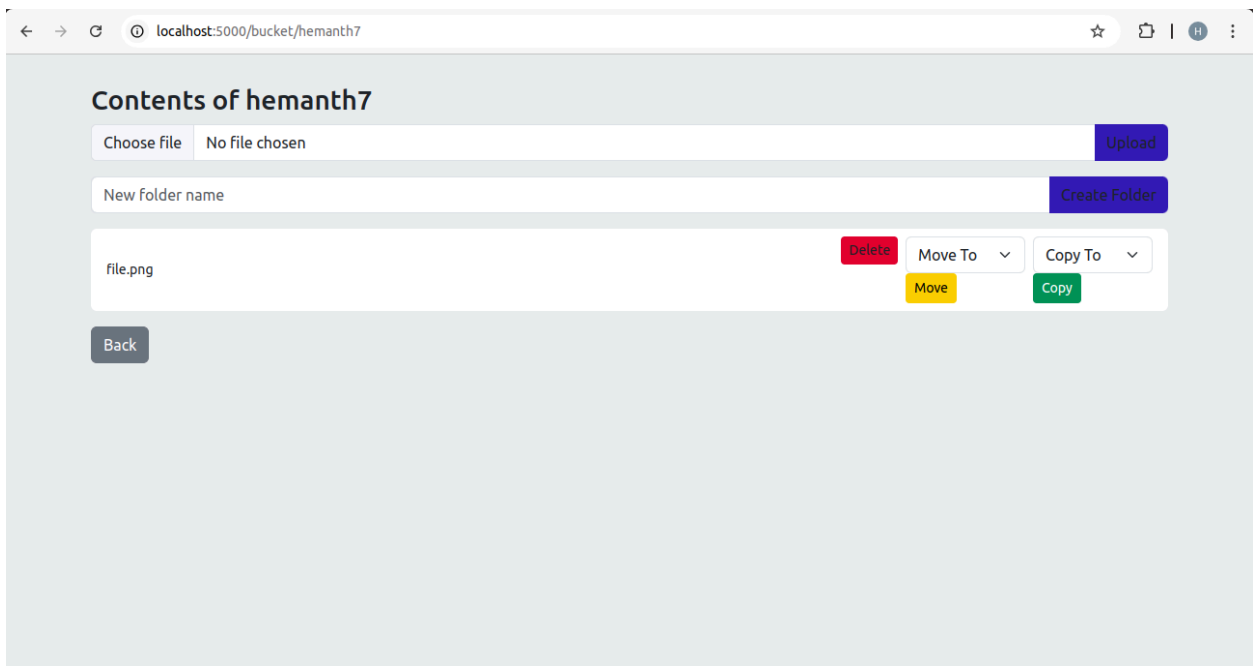 localhost:5000/bucket/hemanth7
H
Contents of hemanth7
Choose file No file chosen Upload
New folder name Create Folder
file.png Delete Move To Copy To
Move Copy
Back